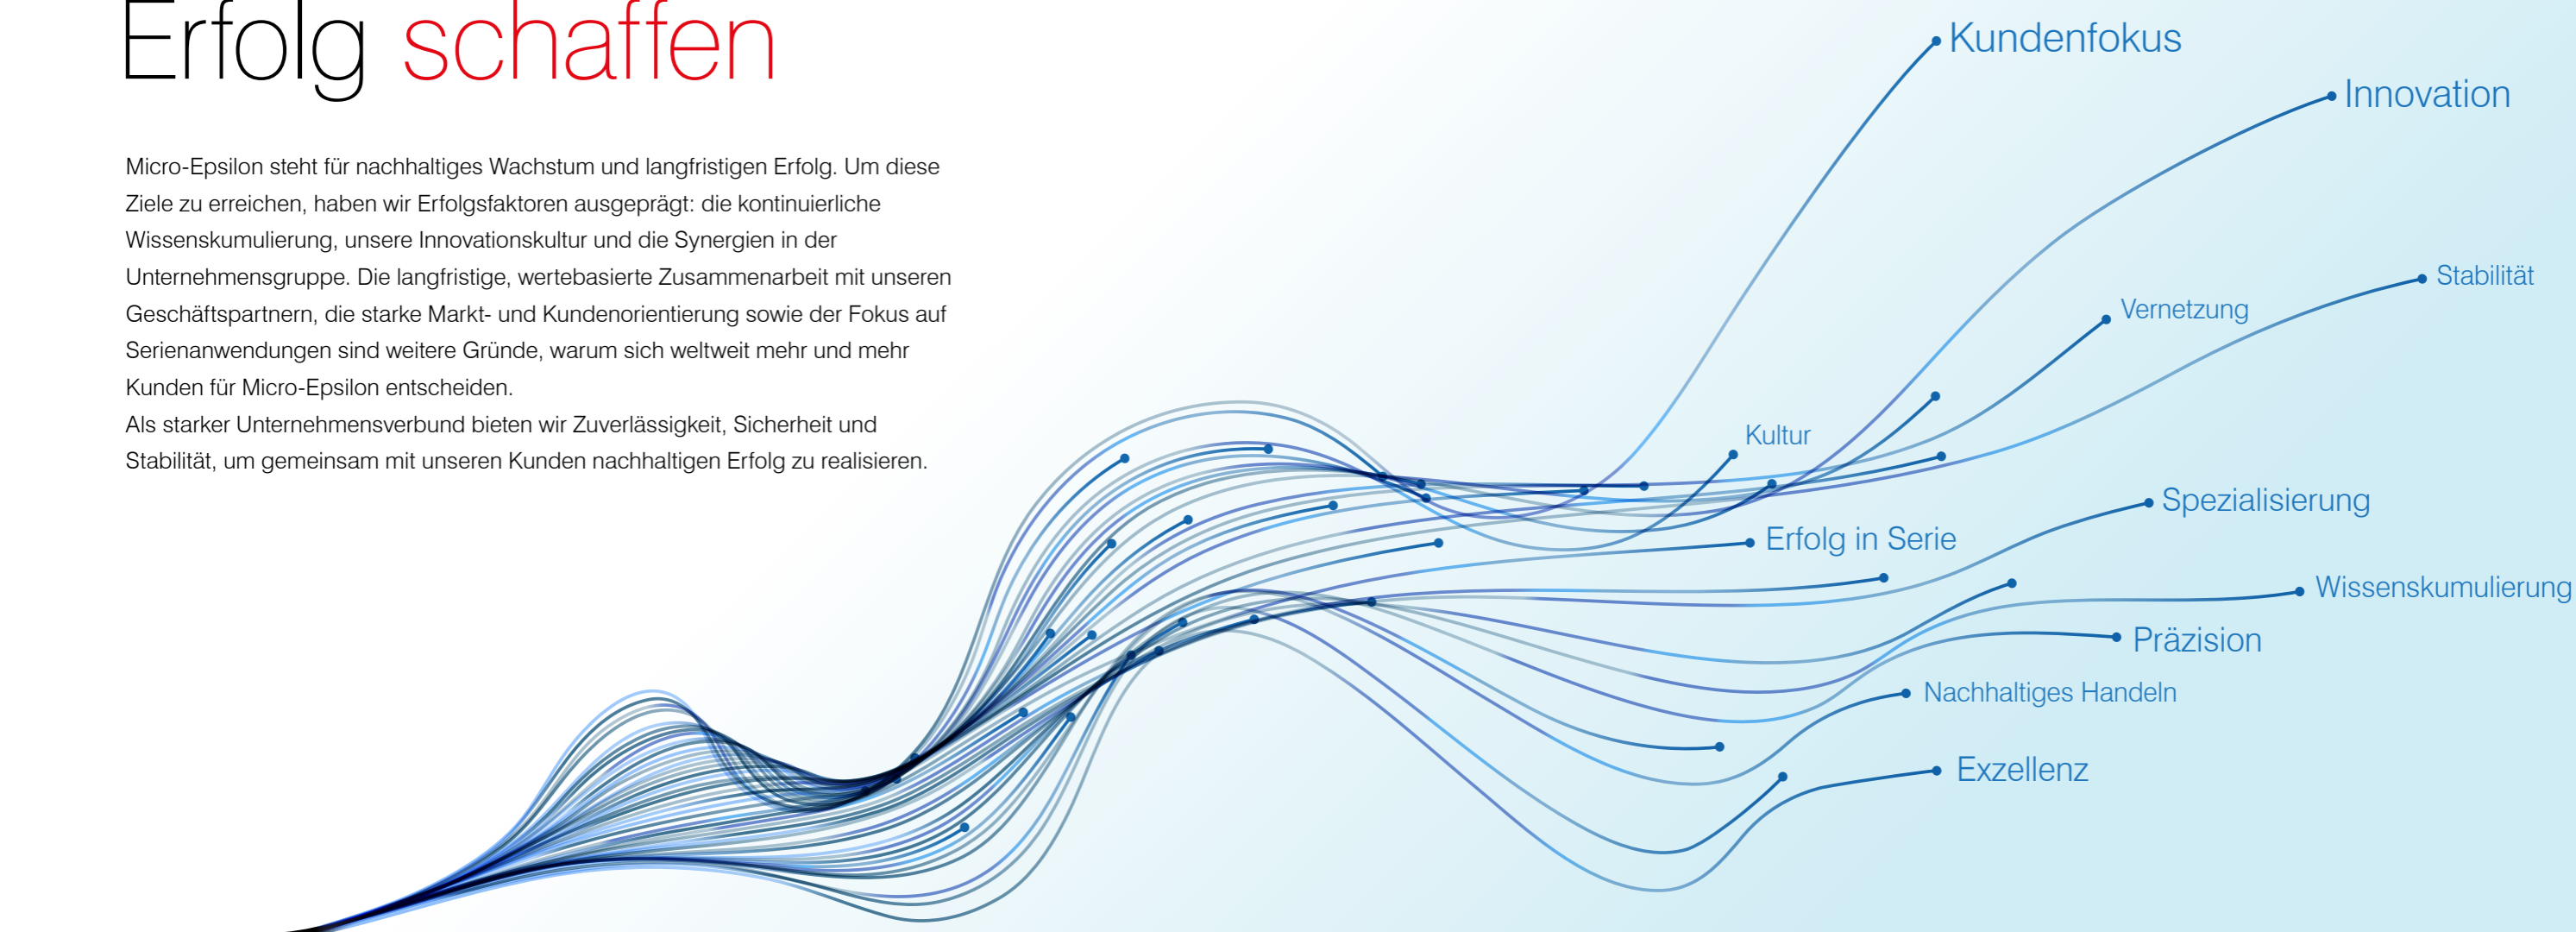 Erfolg schaffen
Micro-Epsilon steht für nachhaltiges Wachstum und langfristigen Erfolg. Um diese
Ziele zu erreichen, haben wir Erfolgsfaktoren ausgeprägt: die kontinuierliche
Wissenskumulierung, unsere Innovationskultur und die Synergien in der
Unternehmensgruppe. Die langfristige, wertebasierte Zusammenarbeit mit unseren
Geschäftspartnern, die starke Markt- und Kundenorientierung sowie der Fokus auf
Serienanwendungen sind weitere Gründe, warum sich weltweit mehr und mehr
Kunden für Micro-Epsilon entscheiden.
Als starker Unternehmensverbund bieten wir Zuverlässigkeit, Sicherheit und
Stabilität, um gemeinsam mit unseren Kunden nachhaltigen Erfolg zu realisieren.
Kundenfokus
Innovation
Stabilität
Vernetzung
Kultur
Spezialisierung
Erfolg in Serie
Wissenskumulierung
Präzision
Nachhaltiges Handeln
Exzellenz